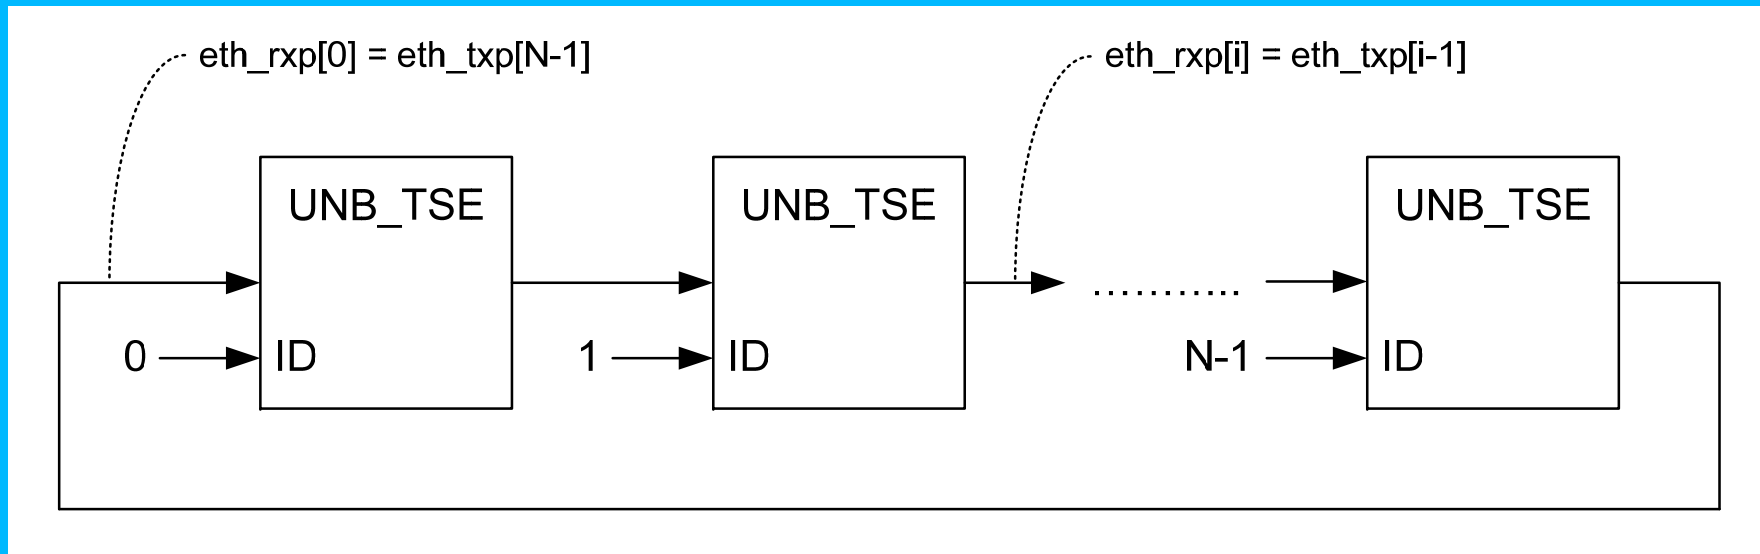 eth_rxp[0] = eth_txp[N-1]
eth_rxp[i] = eth_txp[i-1]
UNB_TSE
UNB_TSE
UNB_TSE
...........
0
ID
1
ID
N-1
ID